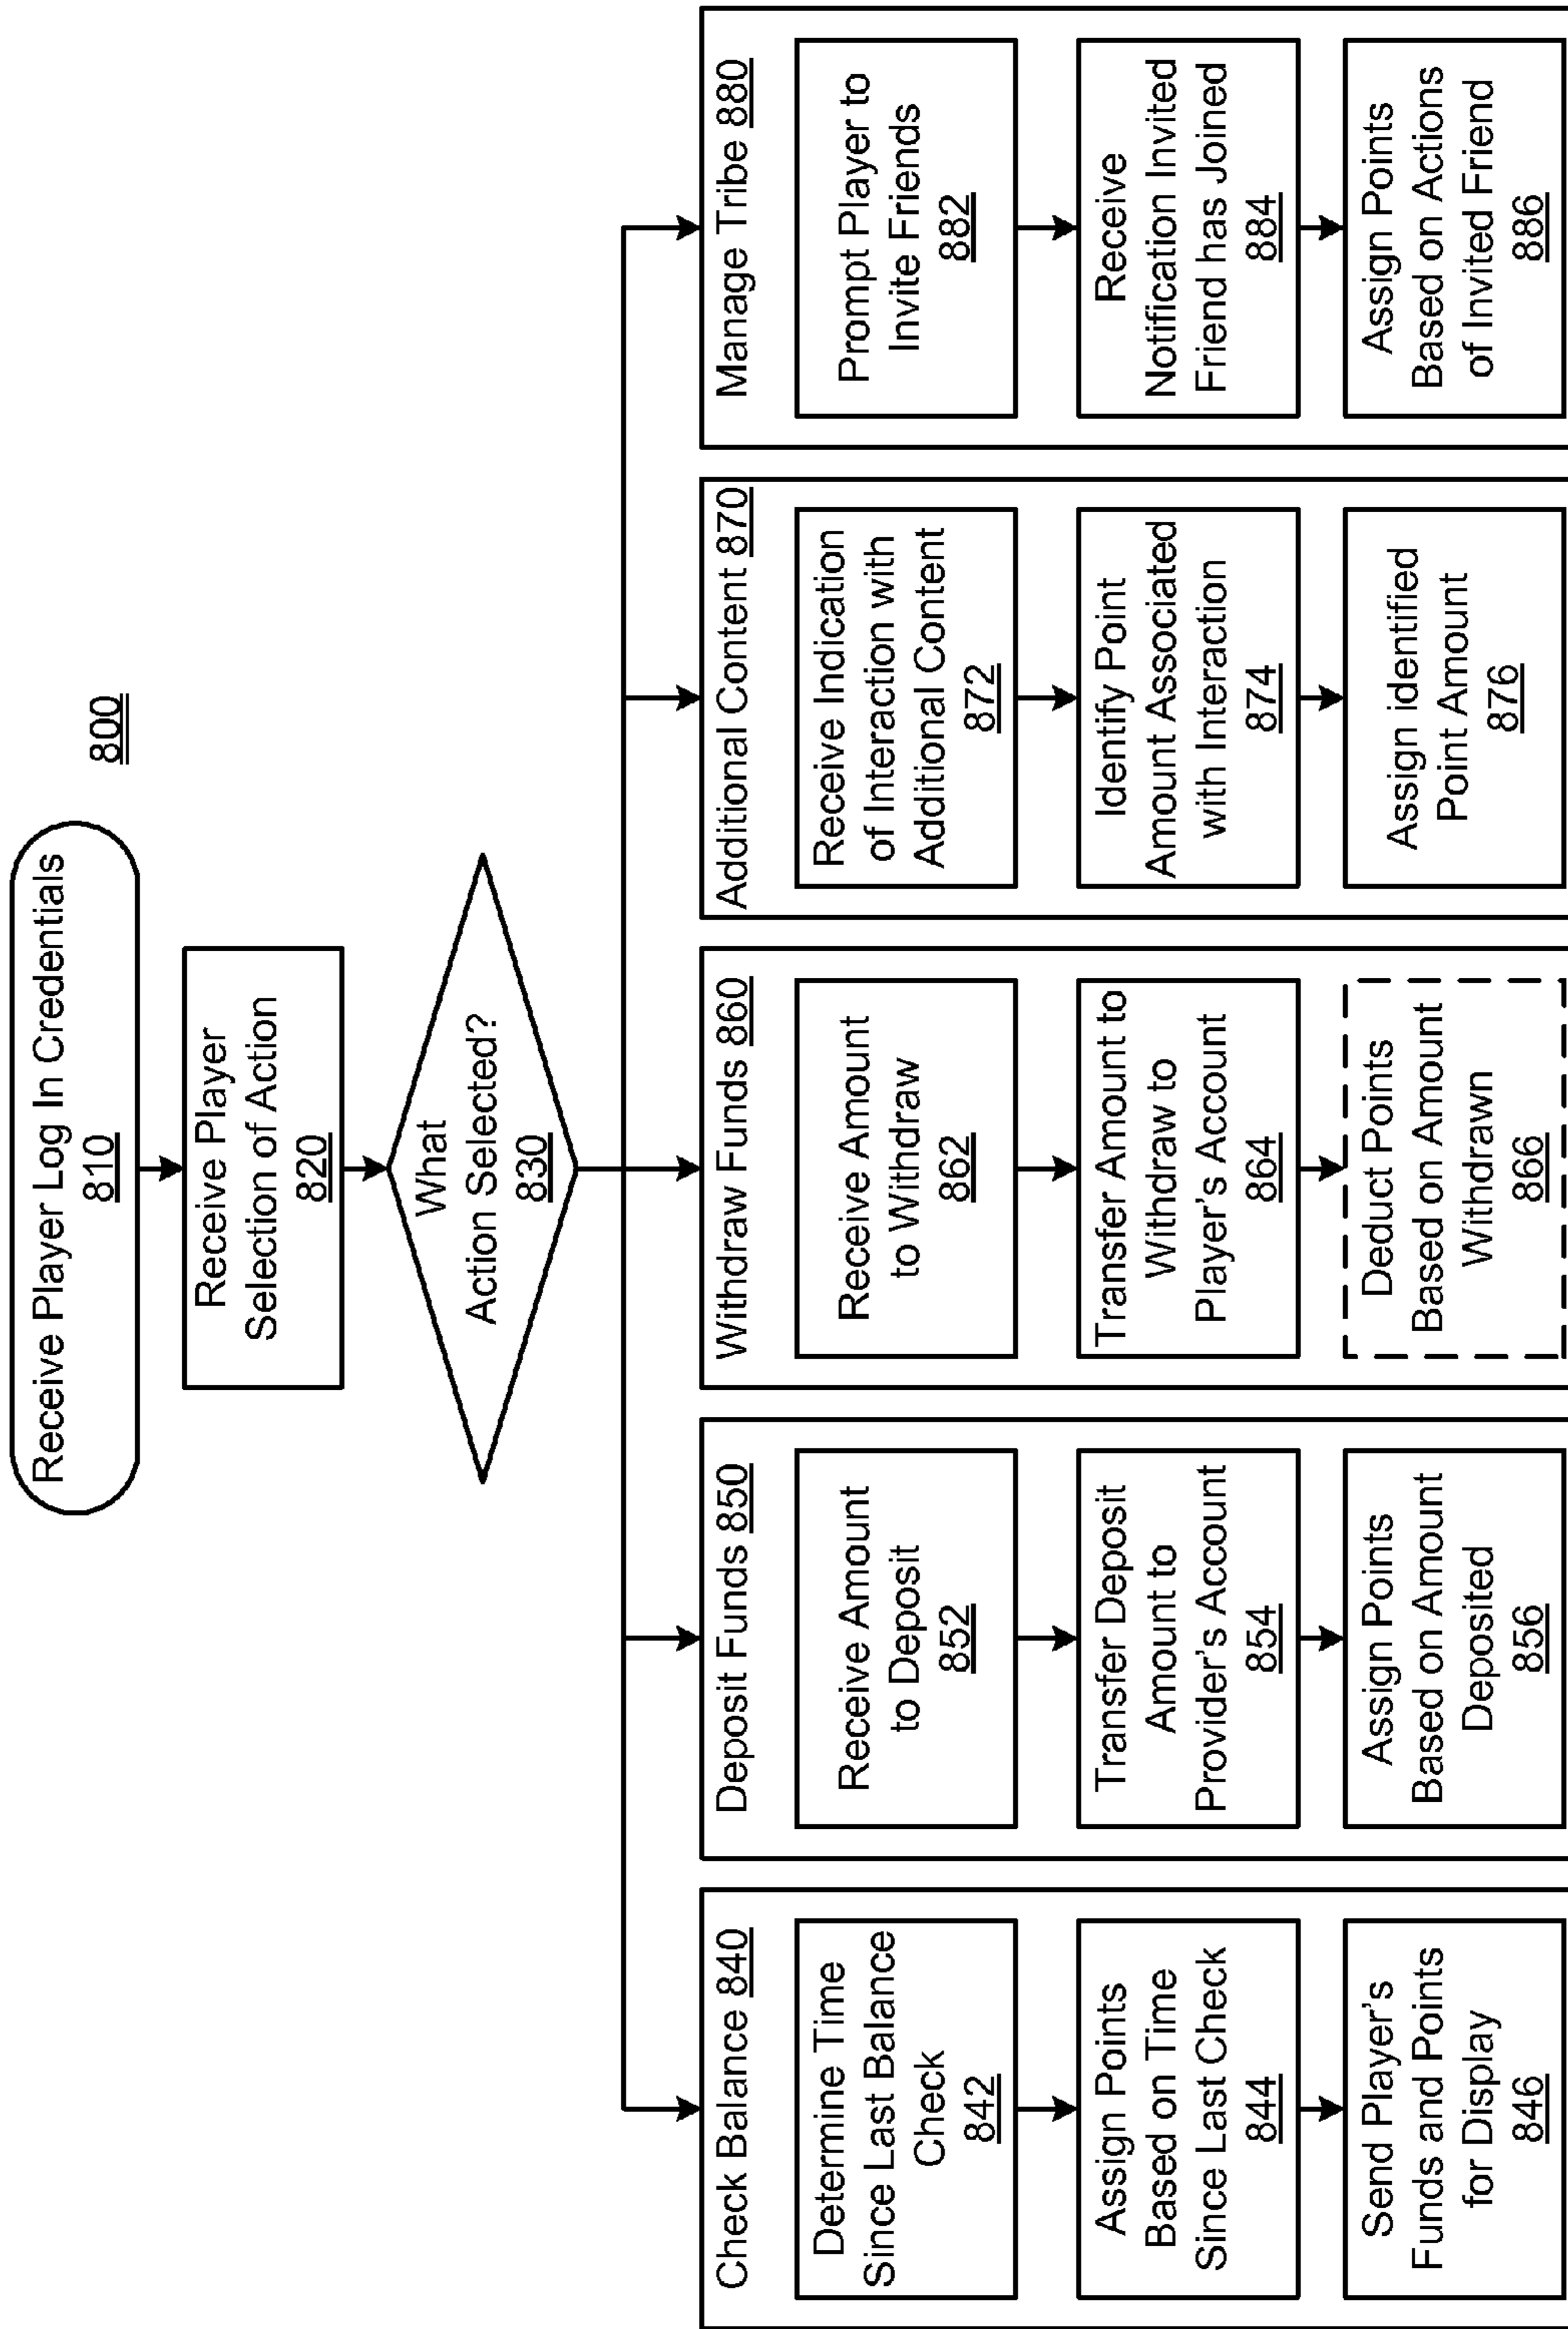 800
Receive Player Log In Credentials
810
Receive Player
Selection of Action
820
What
Action Selected?
830
Check Balance 840
Determine Time
Since Last Balance
Check
842
Assign Points
Based on Time
Since Last Check
844
Send Player's
Funds and Points
for Display
846
Deposit Funds 850
Receive Amount
to Deposit
852
Transfer Deposit
Amount to
Provider's Account
854
Assign Points
Based on Amount
Deposited
856
Withdraw Funds 860
Receive Amount
to Withdraw
862
Transfer Amount to
Withdraw to
Player's Account
864
Deduct Points
Based on Amount
Withdrawn
866
Additional Content 870
Receive Indication
of Interaction with
Additional Content
872
Identify Point
Amount Associated
with Interaction
874
Assign identified
Point Amount
876
Manage Tribe 880
Prompt Player to
Invite Friends
882
Receive
Notification Invited
Friend has Joined
884
Assign Points
Based on Actions
of Invited Friend
886